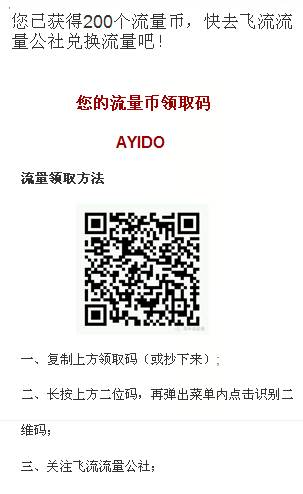 您已获得200个流量币，快去飞流流
量公社兑换流量吧！
您的流量币领取码
AYIDO
流量领取方法
一、复制上方领取码（或抄下来）；
二、长按上方二位码，再弹出菜单内点击识别二
维码；
三、关注飞流流量公社；